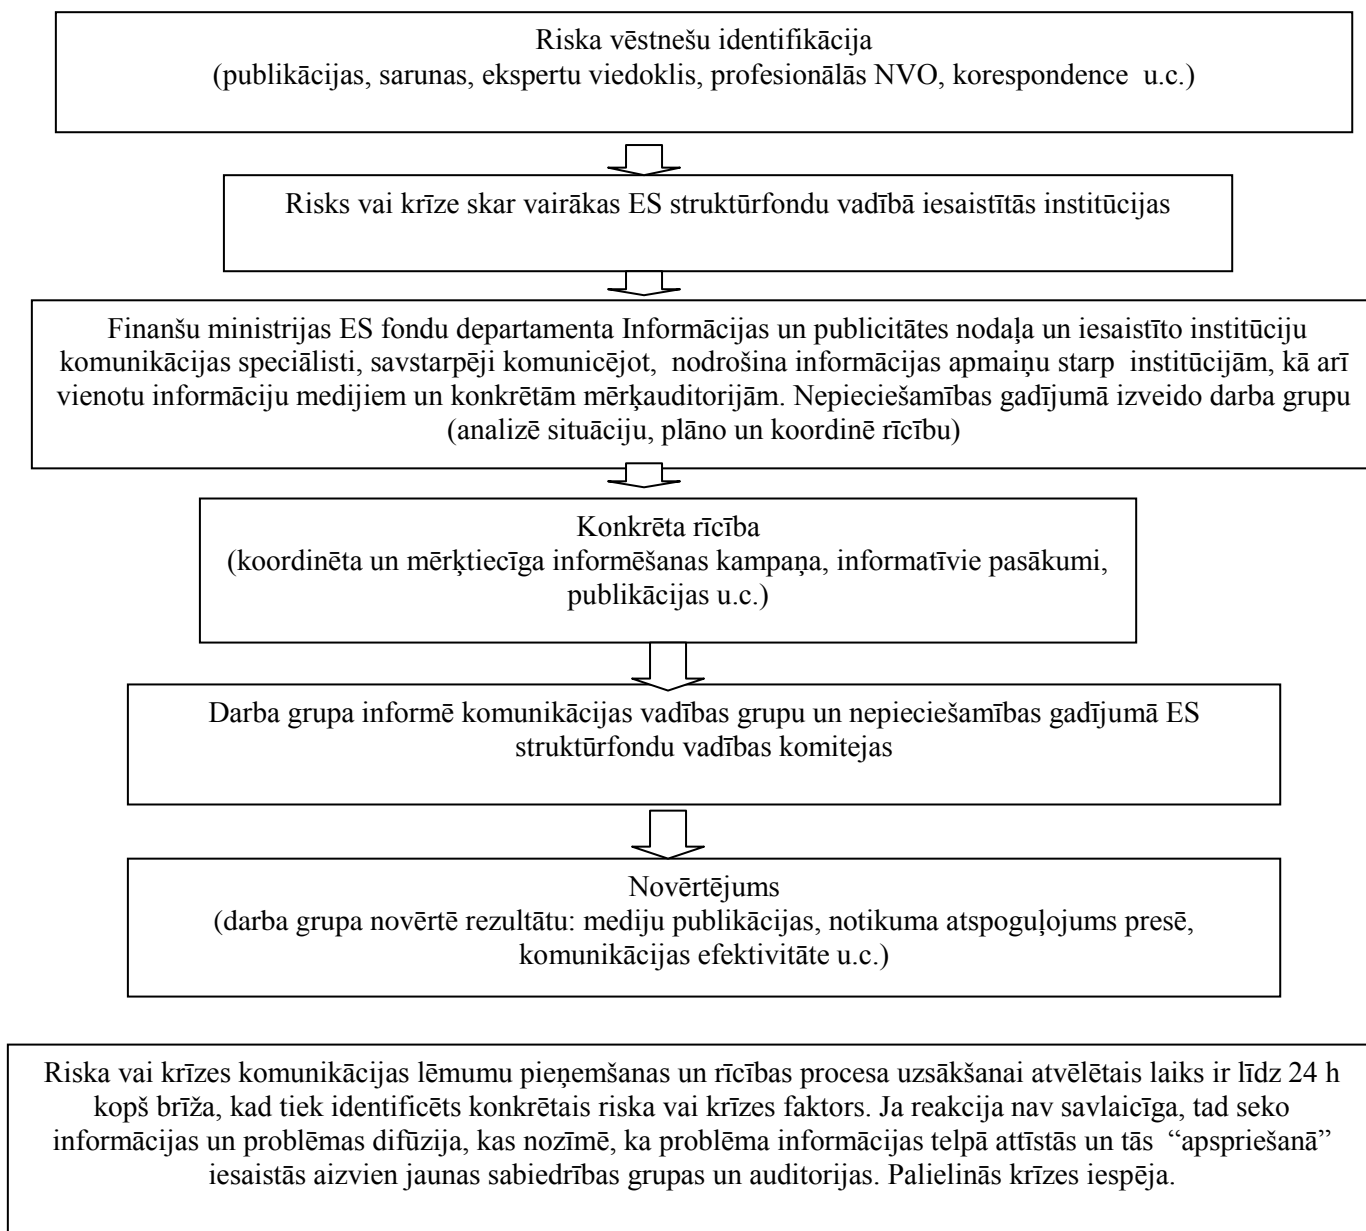 Riska vēstnešu identifikācija
(publikācijas, sarunas, ekspertu viedoklis, profesionālās NVO, korespondence  u.c.)
Risks vai krīze skar vairākas ES struktūrfondu vadībā iesaistītās institūcijas
Finanšu ministrijas ES fondu departamenta Informācijas un publicitātes nodaļa un iesaistīto institūciju
komunikācijas speciālisti, savstarpēji komunicējot,  nodrošina informācijas apmaiņu starp  institūcijām, kā arī
vienotu informāciju medijiem un konkrētām mērķauditorijām. Nepieciešamības gadījumā izveido darba grupu
(analizē situāciju, plāno un koordinē rīcību)
Konkrēta rīcība
(koordinēta un mērķtiecīga informēšanas kampaņa, informatīvie pasākumi,
publikācijas u.c.)
Darba grupa informē komunikācijas vadības grupu un nepieciešamības gadījumā ES
struktūrfondu vadības komitejas
Novērtējums
(darba grupa novērtē rezultātu: mediju publikācijas, notikuma atspoguļojums presē,
komunikācijas efektivitāte u.c.)
Riska vai krīzes komunikācijas lēmumu pieņemšanas un rīcības procesa uzsākšanai atvēlētais laiks ir līdz 24 h
kopš brīža, kad tiek identificēts konkrētais riska vai krīzes faktors. Ja reakcija nav savlaicīga, tad seko
informācijas un problēmas difūzija, kas nozīmē, ka problēma informācijas telpā attīstās un tās  “apspriešanā”
iesaistās aizvien jaunas sabiedrības grupas un auditorijas. Palielinās krīzes iespēja.